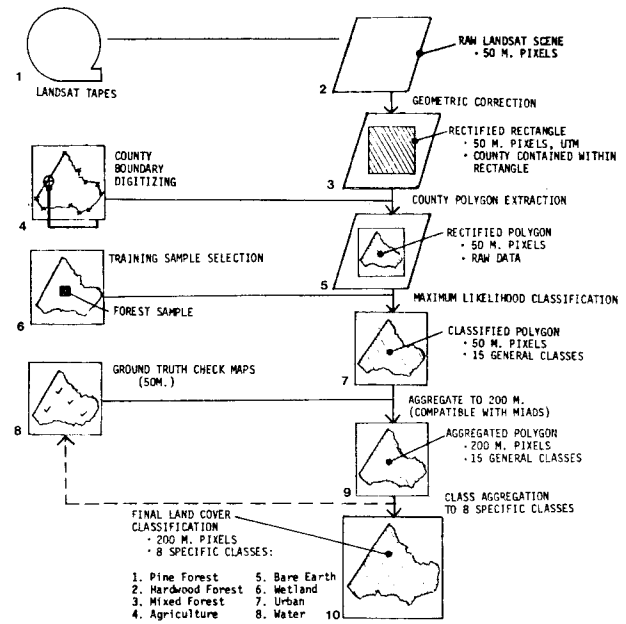 1
LANDSAT TAPES
2
RAW LANDSAT SCENE
· 50 M. PIXELS
GEOMETRIC CORRECTION
3
RECTIFIED RECTANGLE
· 50 M. PIXELS, UTM
· COUNTY CONTAINED WITHIN
RECTANGLE
4
COUNTY
BOUNDARY
DIGITIZING
COUNTY POLYGON EXTRACTION
5
RECTIFIED POLYGON
· 50 M. PIXELS
· RAW DATA
TRAINING SAMPLE SELECTION
6
FOREST SAMPLE
MAXIMUM LIKELIHOOD CLASSIFICATION
7
CLASSIFIED POLYGON
· 50 M. PIXELS
· 15 GENERAL CLASSES
GROUND TRUTH CHECK MAPS
(50M.)
8
AGGREGATE TO 200 M.
(COMPATIBLE WITH MIADS)
9
AGGREGATED POLYGON
· 200 M. PIXELS
· 15 GENERAL CLASSES
CLASS AGGREGATION
TO 8 SPECIFIC CLASSES
FINAL LAND COVER
CLASSIFICATION
· 200 M. PIXELS
· 8 SPECIFIC CLASSES:
1. Pine Forest
2. Hardwood Forest
3. Mixed Forest
4. Agriculture
5. Bare Earth
6. Wetland
7. Urban
8. Water
10